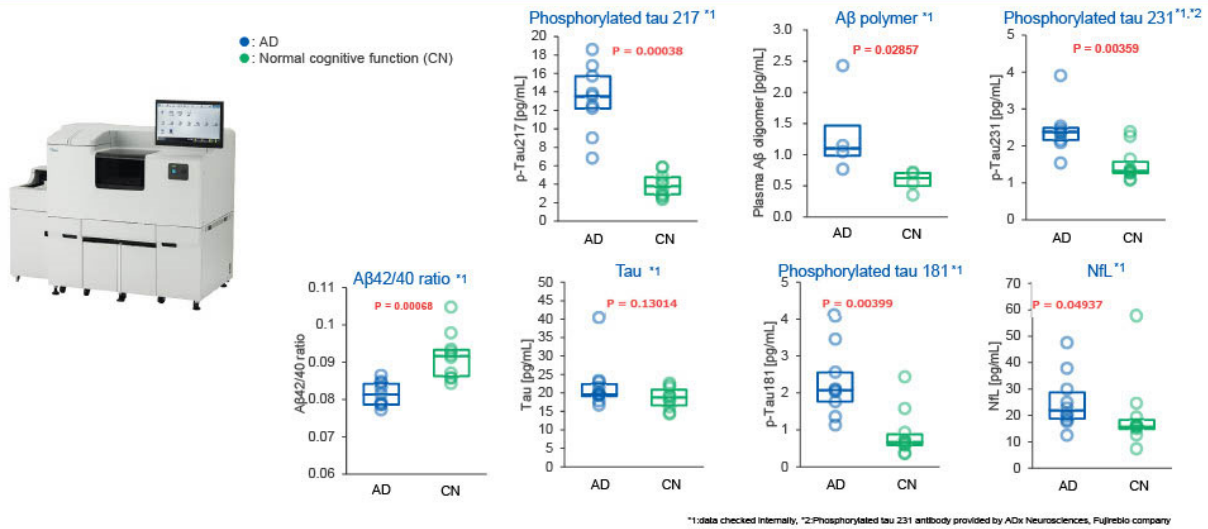 ●: AD
●: Normal cognitive function (CN)
Phosphorylated tau 217 *1
P = 0.00038
p-Tau217 [pg/mL]
20
18
16
14
12
10
8
6
4
2
0
AD CN
Aβ polymer *1
P = 0.02857
Plasma Aβ oligomer [pg/mL]
3.0
2.5
2.0
1.5
1.0
0.5
0.0
AD CN
Phosphorylated tau 231*1.*2
P = 0.00359
p-Tau231 [pg/mL]
5
4
3
2
1
0
AD CN
Aβ42/40 ratio *1
P = 0.00068
Aβ42/40 ratio
0.11
0.1
0.09
0.08
0.07
0.06
AD CN
Tau *1
P = 0.13014
Tau [pg/mL]
50
45
40
35
30
25
20
15
10
5
0
AD CN
Phosphorylated tau 181*1
P = 0.00399
p-Tau181 [pg/mL]
5
4
3
2
1
0
AD CN
NfL *1
P = 0.04937
NfL [pg/mL]
70
60
50
40
30
20
10
0
AD CN
*1:data checked internally, *2:Phosphorylated tau 231 antibody provided by ADx Neurosciences, Fujirebio company